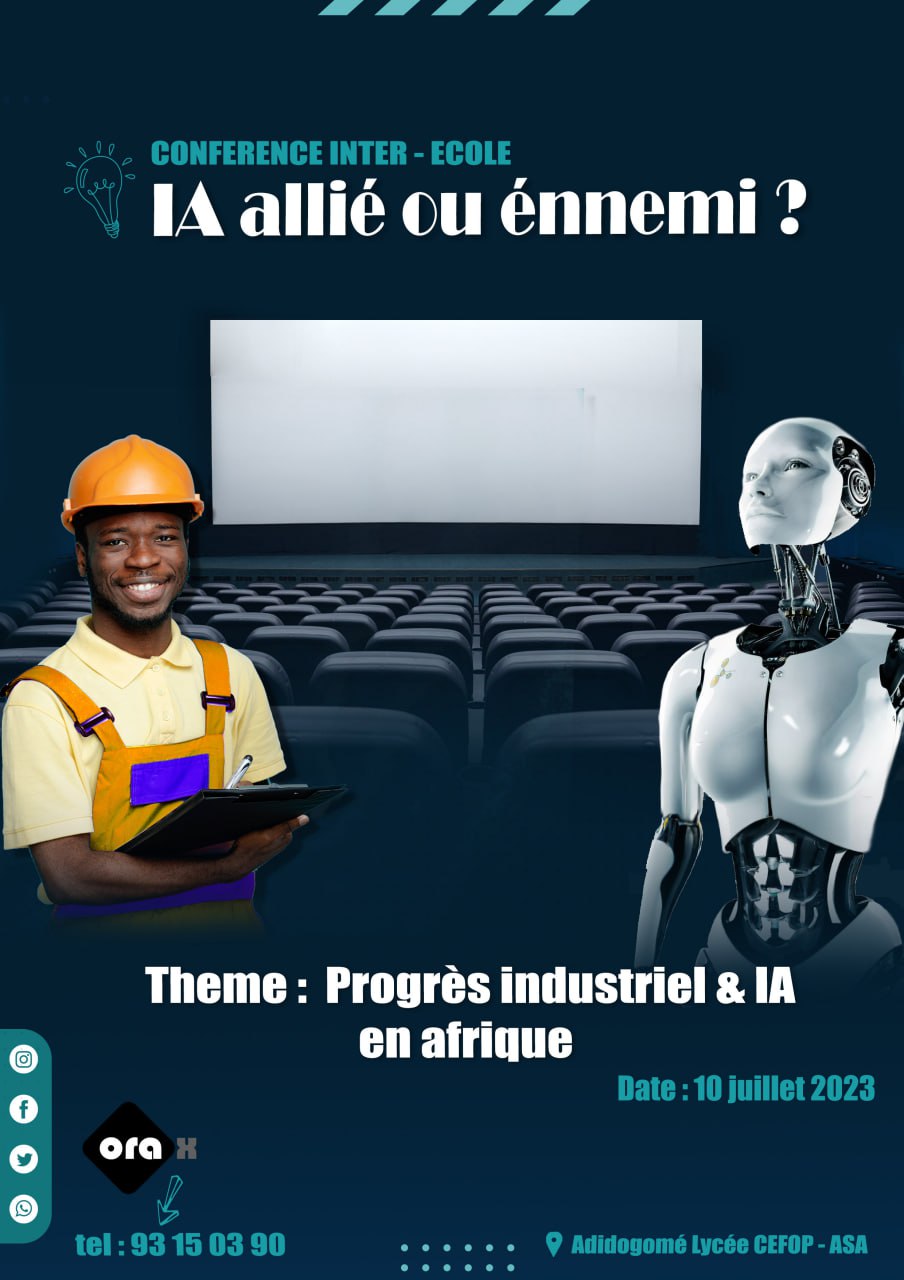 CONFERENCE INTER - ECOLE
IA allié ou énnemi ?
Theme : Progrès industriel & IA
en afrique
Date : 10 juillet 2023
orax
tel : 93 15 03 90
Adidogomé Lycée CEFOP - ASA